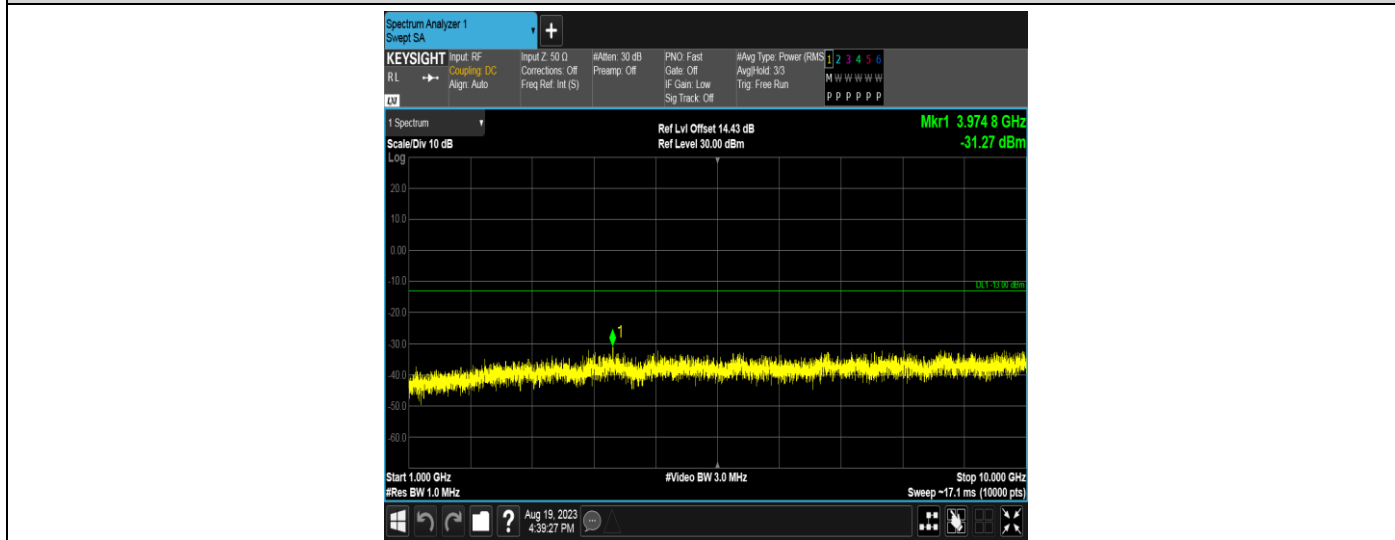 Spectrum Analyzer 1
Swept SA
KEYSIGHT
R L
LXI
Input: RF
Coupling: DC
Align: Auto
Input Z: 50 Ω
Corrections: Off
Freq Ref: Int (S)
#Atten: 30 dB
Preamp: Off
PNO: Fast
Gate: Off
IF Gain: Low
Sig Track: Off
#Avg Type: Power (RMS
Avg|Hold: 3/3
Trig: Free Run
1 2 3 4 5 6
M W W W W W
P P P P P P
1 Spectrum
Scale/Div 10 dB
Ref Lvl Offset 14.43 dB
Ref Level 30.00 dBm
Mkr1 3.974 8 GHz
-31.27 dBm
Log
20.0
10.0
0.00
-10.0
DL1 -13.00 dBm
-20.0
1
-30.0
-40.0
-50.0
-60.0
Start 1.000 GHz
#Video BW 3.0 MHz
Stop 10.000 GHz
#Res BW 1.0 MHz
Sweep ~17.1 ms (10000 pts)
?
Aug 19, 2023
4:39:27 PM